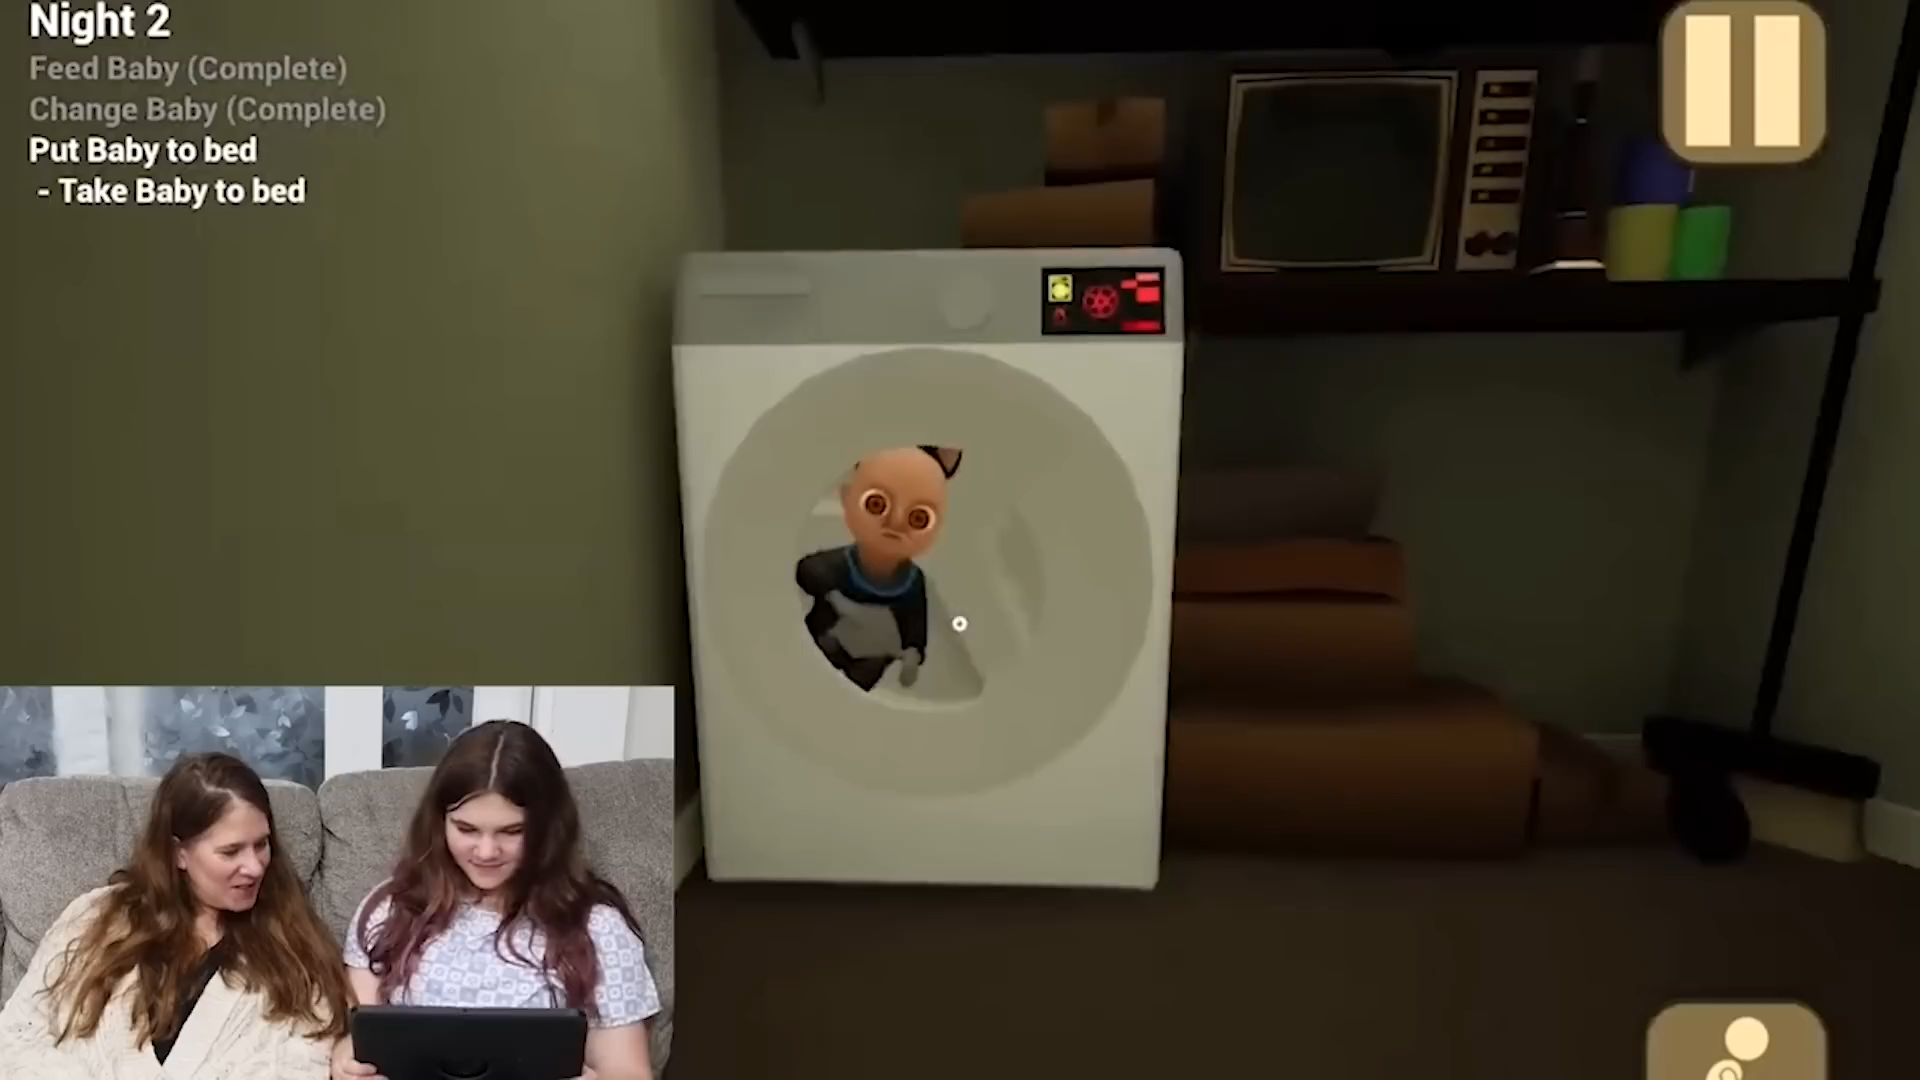 Night 2
Feed Baby (Complete)
Change Baby (Complete)
Put Baby to bed
- Take Baby to bed